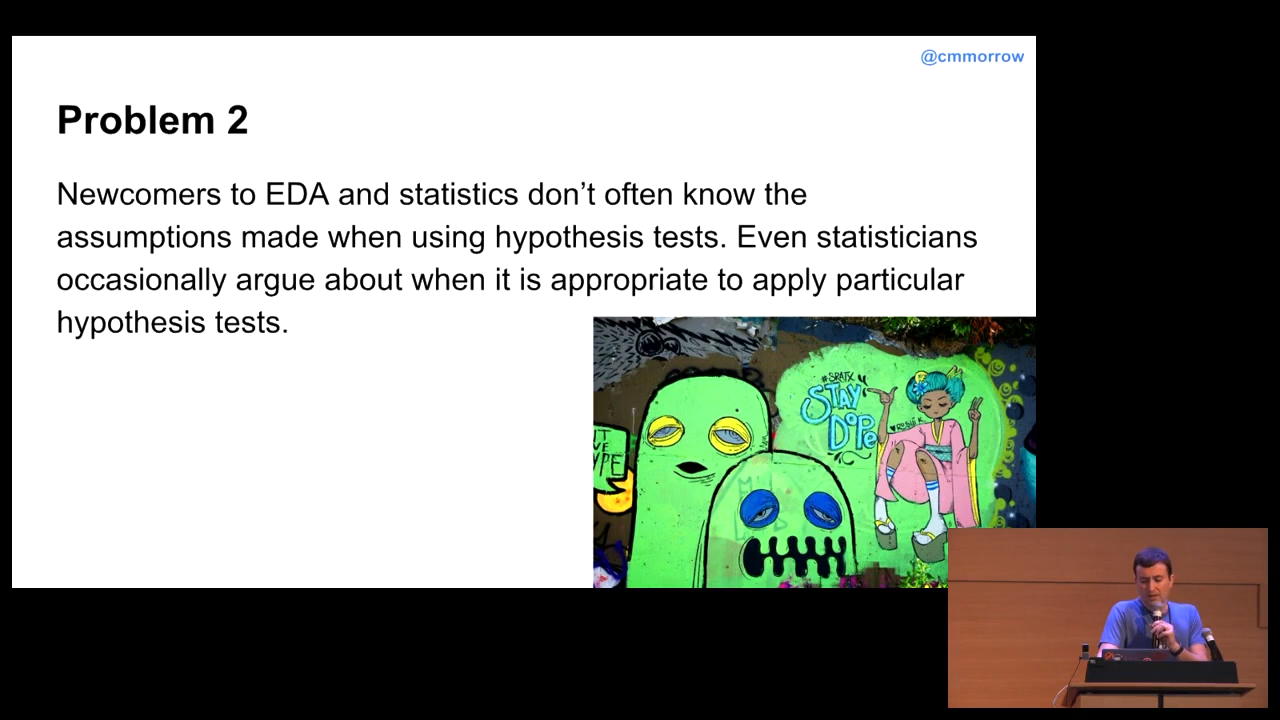 @cmmorrow
Problem 2
Newcomers to EDA and statistics don't often know the
assumptions made when using hypothesis tests. Even statisticians
occasionally argue about when it is appropriate to apply particular
hypothesis tests.
STAY
DOPE